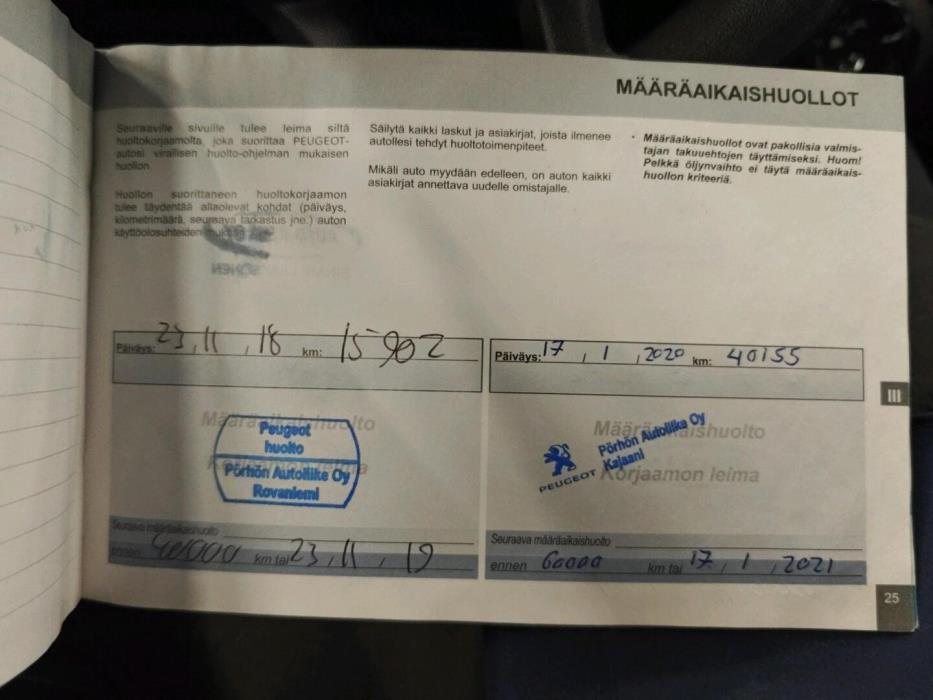 MÄÄRÄAIKAISHUOLLOT
Seuraaville sivuille tulee leima siltä
huoltokorjaamolta, joka suorittaa PEUGEOT-
autosi virallisen huolto-ohjelman mukaisen
huollon.
Huollon suorittaneen huoltokorjaamon
tulee täydentää allaolevat kohdat (päiväys,
kilometrimäärä, seuraava tarkastus jne.) auton
käyttöolosuhteiden mukaan.
Säilytä kaikki laskut ja asiakirjat, joista ilmenee
autollesi tehdyt huoltotoimenpiteet.
Mikäli auto myydään edelleen, on auton kaikki
asiakirjat annettava uudelle omistajalle.
• Määräaikaishuollot ovat pakollisia valmis-
tajan takuuehtojen täyttämiseksi. Huom!
Pelkkä öljynvaihto ei täytä määräaikais-
huollon kriteeriä.
Päiväys: 23, 11, 18 km: 15902
Määräaikaishuolto
Peugeot
huolto
Pörhön Autoliike Oy
Rovaniemi
Korjaamon leima
Seuraava määräaikaishuolto
ennen 40000 km tai 23, 11, 19
Päiväys: 17, 1, 2020 km: 40155
Määräaikaishuolto
Pörhön Autoliike Oy
Kajaani
PEUGEOT
Korjaamon leima
Seuraava määräaikaishuolto
ennen 60000 km tai 17, 1, 2021
III
25